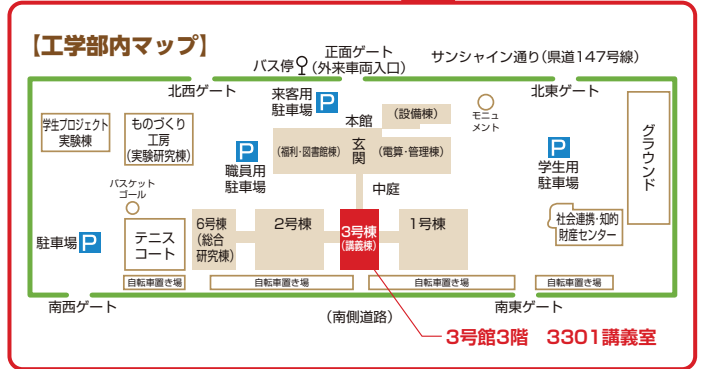 【工学部内マップ】
バス停
正面ゲート
(外来車両入口)
サンシャイン通り(県道147号線)
北西ゲート
来客用
駐車場
P
北東ゲート
学生プロジェクト
実験棟
ものづくり
工房
(実験研究棟)
本館
(設備棟)
モニュ
メント
グラウンド
P
職員用
駐車場
(福利・図書館棟)
玄関
(電算・管理棟)
P
学生用
駐車場
バスケット
ゴール
中庭
駐車場 P
テニス
コート
6号棟
(総合
研究棟)
2号棟
3号棟
(講義棟)
1号棟
社会連携・知的
財産センター
自転車置き場
自転車置き場
自転車置き場
自転車置き場
南西ゲート
(南側道路)
南東ゲート
3号館3階 3301講義室